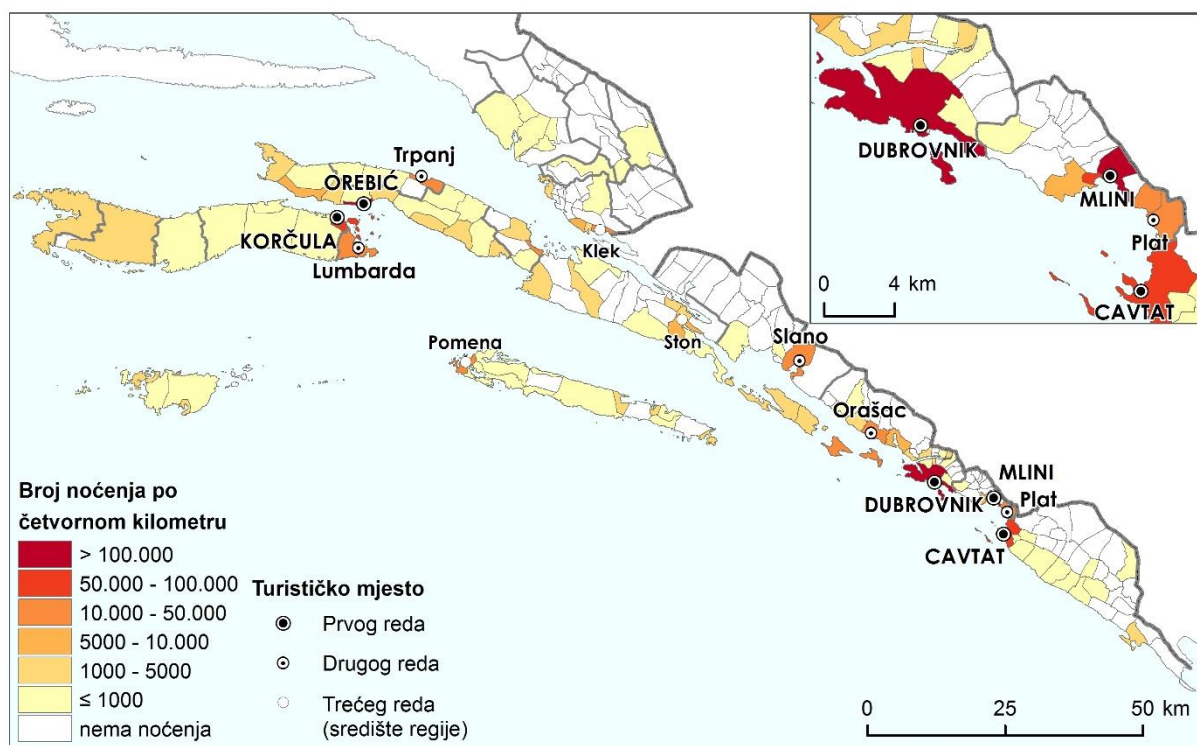 Trpanj
OREBIĆ
KORČULA
Lumbarda
Klek
Pomena
Ston
Slano
Orašac
MLINI
Plat
DUBROVNIK
CAVTAT
DUBROVNIK
MLINI
Plat
CAVTAT
0 4 km
Broj noćenja po
četvornom kilometru
> 100.000
50.000 - 100.000
10.000 - 50.000
5000 - 10.000
1000 - 5000
≤ 1000
nema noćenja
Turističko mjesto
Prvog reda
Drugog reda
Trećeg reda
(središte regije)
0 25 50 km